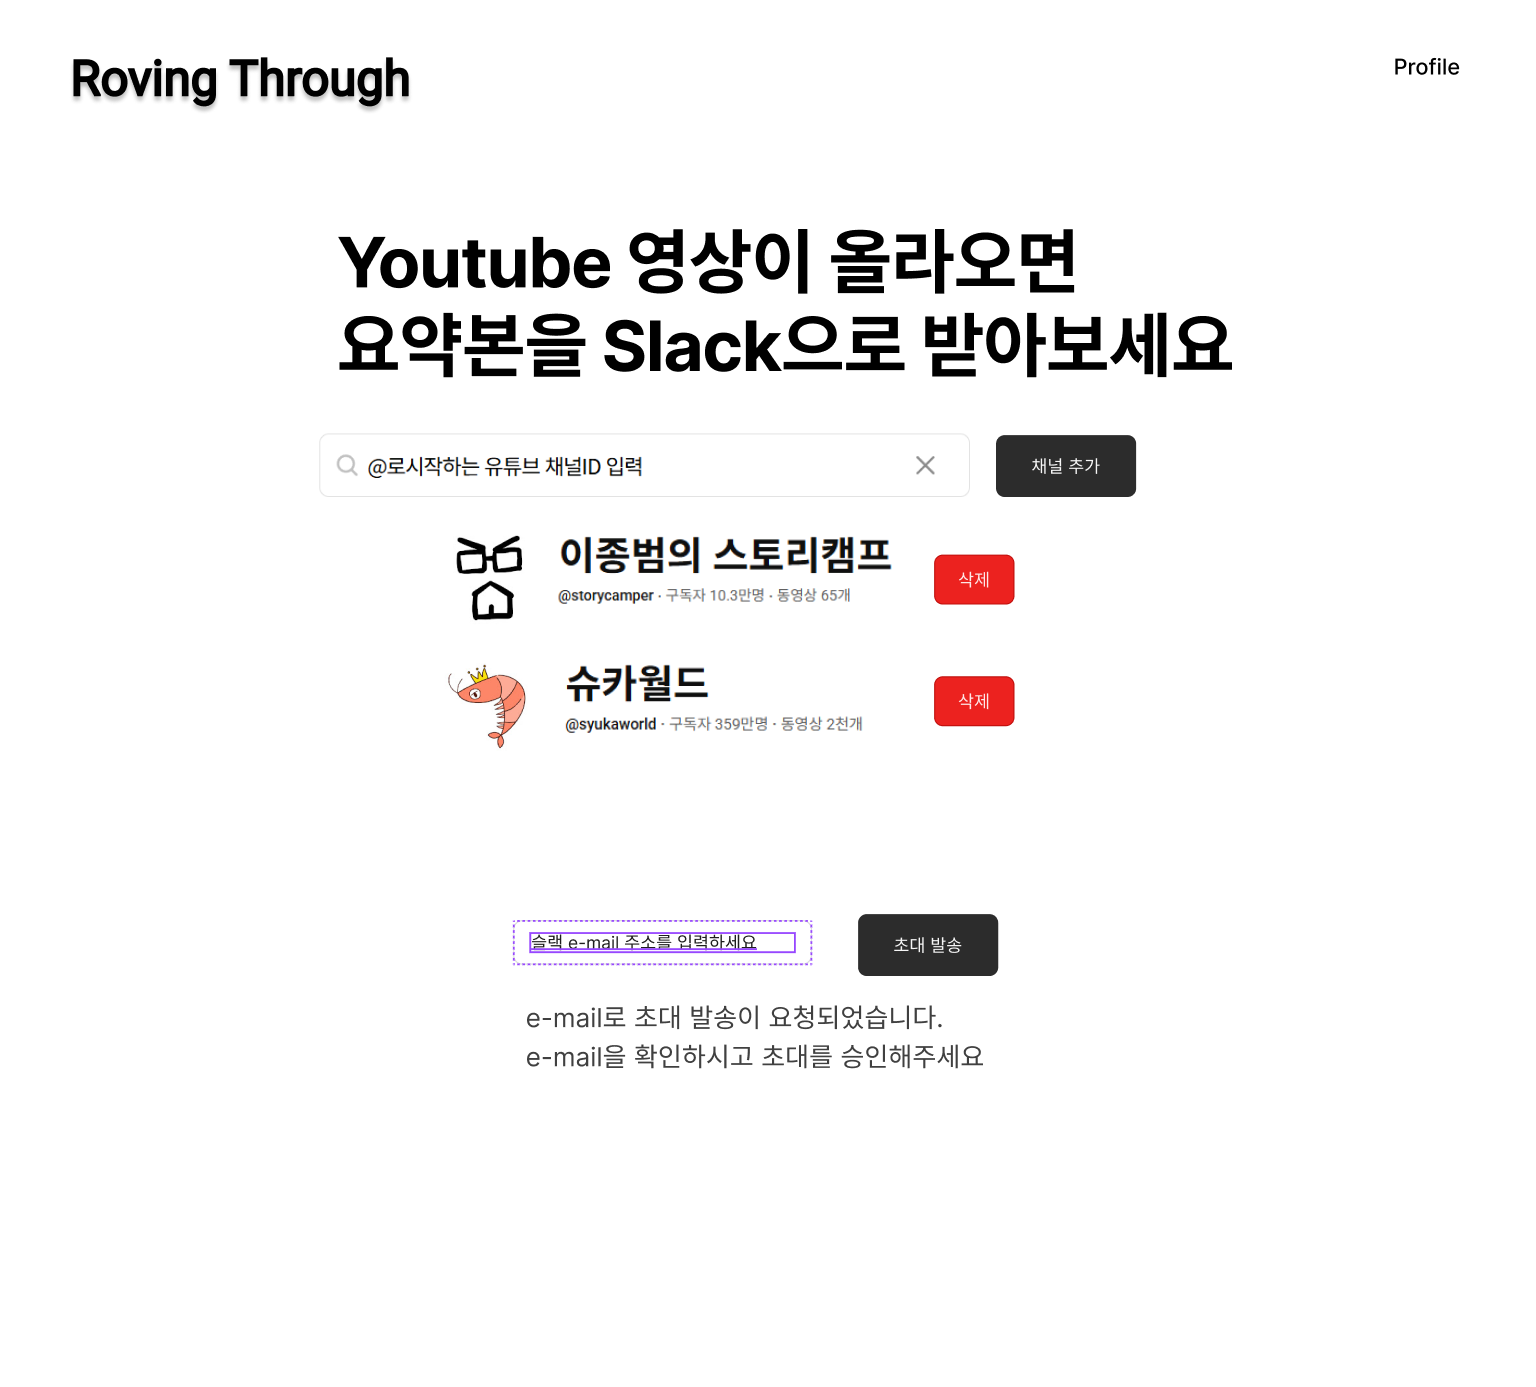 Roving Through
Profile
Youtube 영상이 올라오면
요약본을 Slack으로 받아보세요
@로시작하는 유튜브 채널ID 입력
채널 추가
이종범의 스토리캠프
@storycamper · 구독자 10.3만명 · 동영상 65개
삭제
슈카월드
@syukaworld · 구독자 359만명 · 동영상 2천개
삭제
슬랙 e-mail 주소를 입력하세요
초대 발송
e-mail로 초대 발송이 요청되었습니다.
e-mail을 확인하시고 초대를 승인해주세요